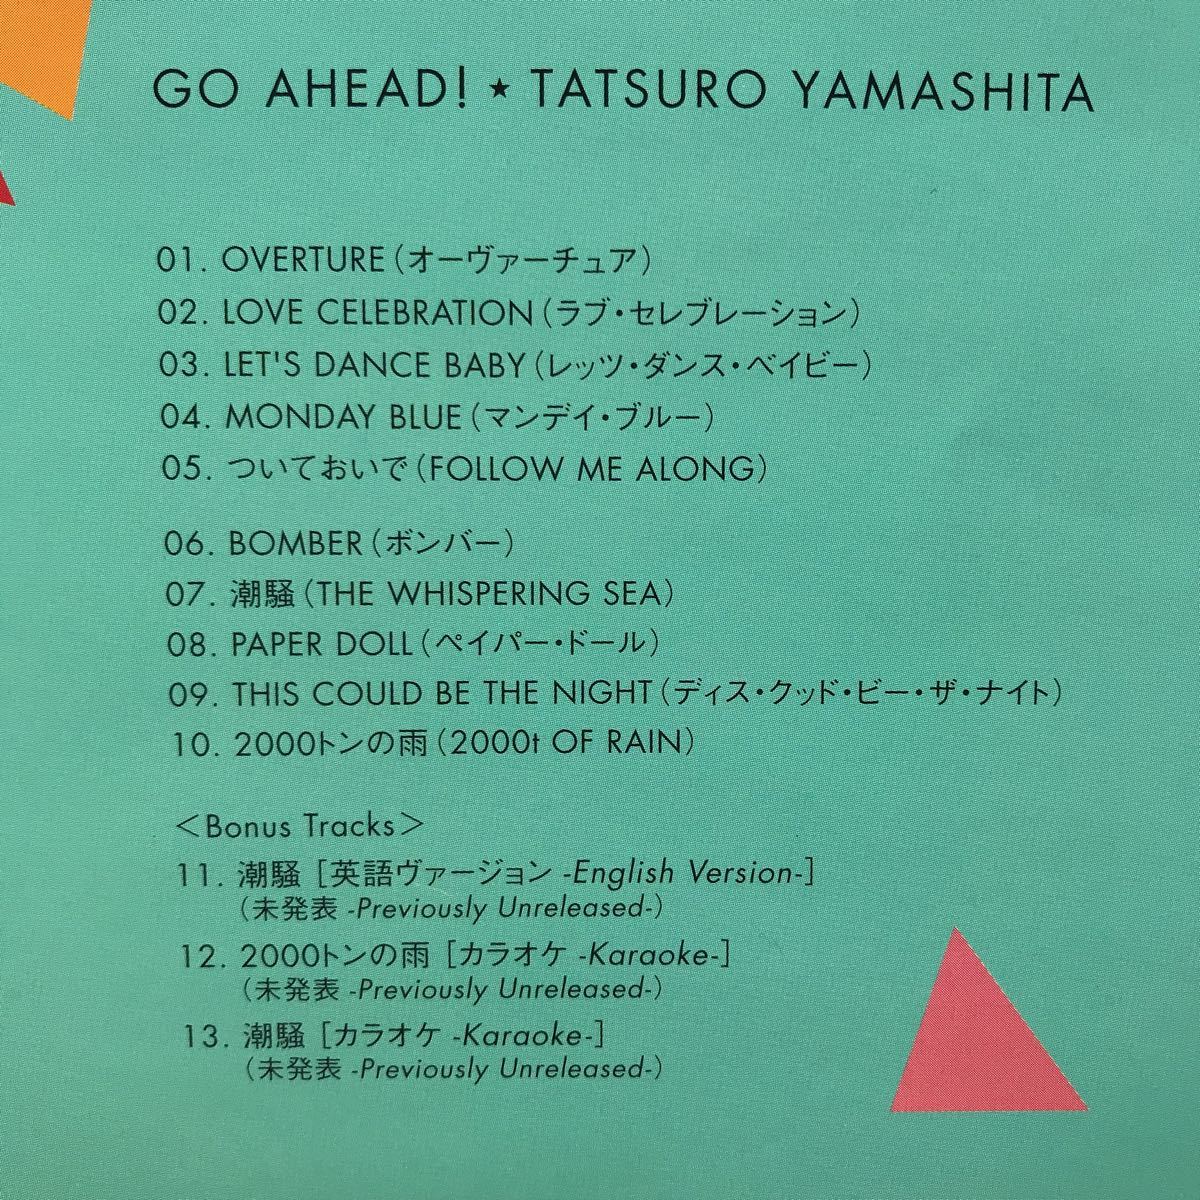 GO AHEAD! ★ TATSURO YAMASHITA
01. OVERTURE（オーヴァーチュア）
02. LOVE CELEBRATION（ラブ・セレブレーション）
03. LET'S DANCE BABY（レッツ・ダンス・ベイビー）
04. MONDAY BLUE（マンデイ・ブルー）
05. ついておいで（FOLLOW ME ALONG）
06. BOMBER（ボンバー）
07. 潮騒（THE WHISPERING SEA）
08. PAPER DOLL（ペイパー・ドール）
09. THIS COULD BE THE NIGHT（ディス・クッド・ビー・ザ・ナイト）
10. 2000トンの雨（2000t OF RAIN）
＜Bonus Tracks＞
11. 潮騒［英語ヴァージョン -English Version-］
（未発表 -Previously Unreleased-）
12. 2000トンの雨［カラオケ -Karaoke-］
（未発表 -Previously Unreleased-）
13. 潮騒［カラオケ -Karaoke-］
（未発表 -Previously Unreleased-）